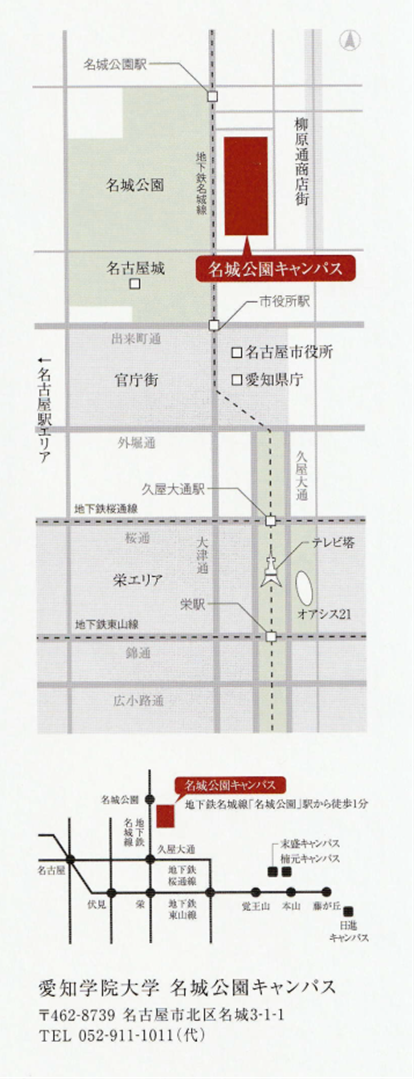 名城公園駅
柳原通商店街
地下鉄名城線
名城公園
名古屋城
名城公園キャンパス
市役所駅
出来町通
□名古屋市役所
官庁街
□愛知県庁
←名古屋駅エリア
外堀通
久屋大通
久屋大通駅
地下鉄桜通線
桜通
大津通
テレビ塔
栄エリア
栄駅
オアシス21
地下鉄東山線
錦通
広小路通
名城公園キャンパス
名城公園
地下鉄名城線「名城公園」駅から徒歩1分
地下鉄
名城線
久屋大通
末盛キャンパス
楠元キャンパス
名古屋
地下鉄
桜通線
伏見
栄
地下鉄
東山線
覚王山
本山
藤が丘
日進
キャンパス
愛知学院大学 名城公園キャンパス
〒462-8739 名古屋市北区名城3-1-1
TEL 052-911-1011(代)